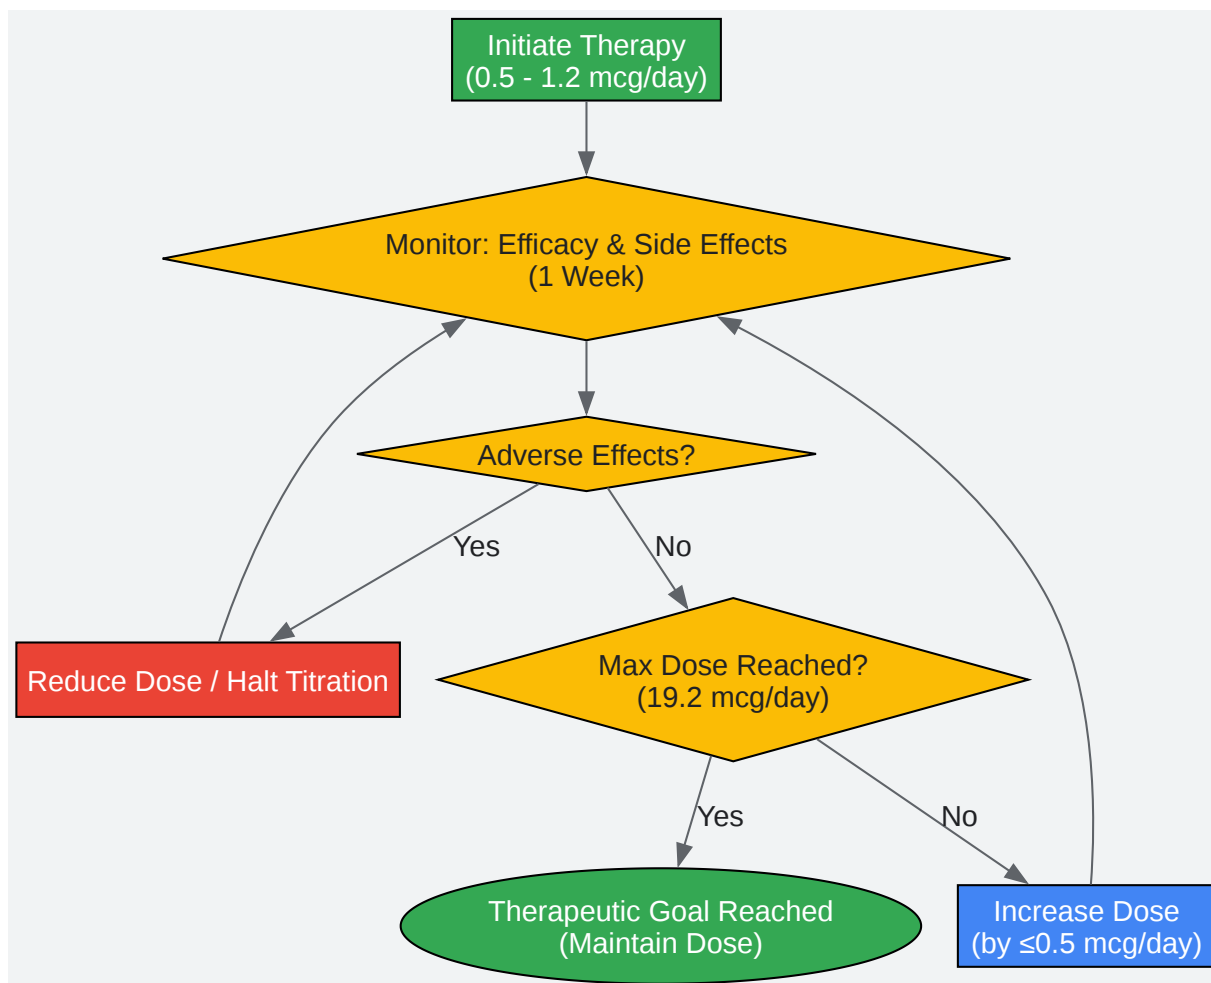 Initiate Therapy
(0.5 - 1.2 mcg/day)
Monitor: Efficacy & Side Effects
(1 Week)
Adverse Effects?
Yes
No
Reduce Dose / Halt Titration
Max Dose Reached?
(19.2 mcg/day)
Yes
No
Therapeutic Goal Reached
(Maintain Dose)
Increase Dose
(by ≤0.5 mcg/day)